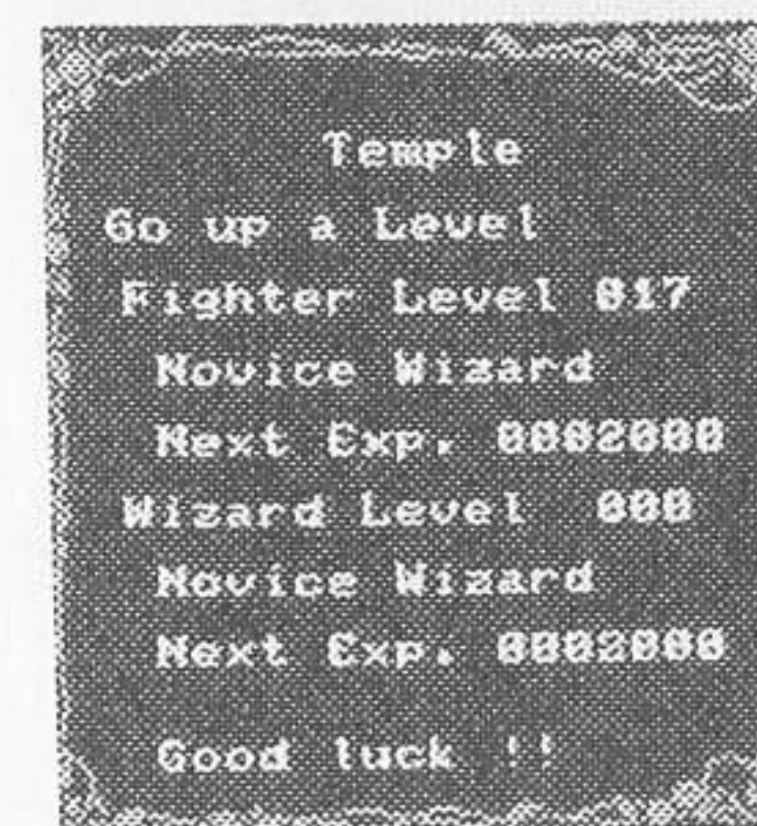 Temple
Go up a Level
Fighter Level 017
Novice Wizard
Next Exp. 0002000
Wizard Level 000
Novice Wizard
Next Exp. 0002000
Good luck !!